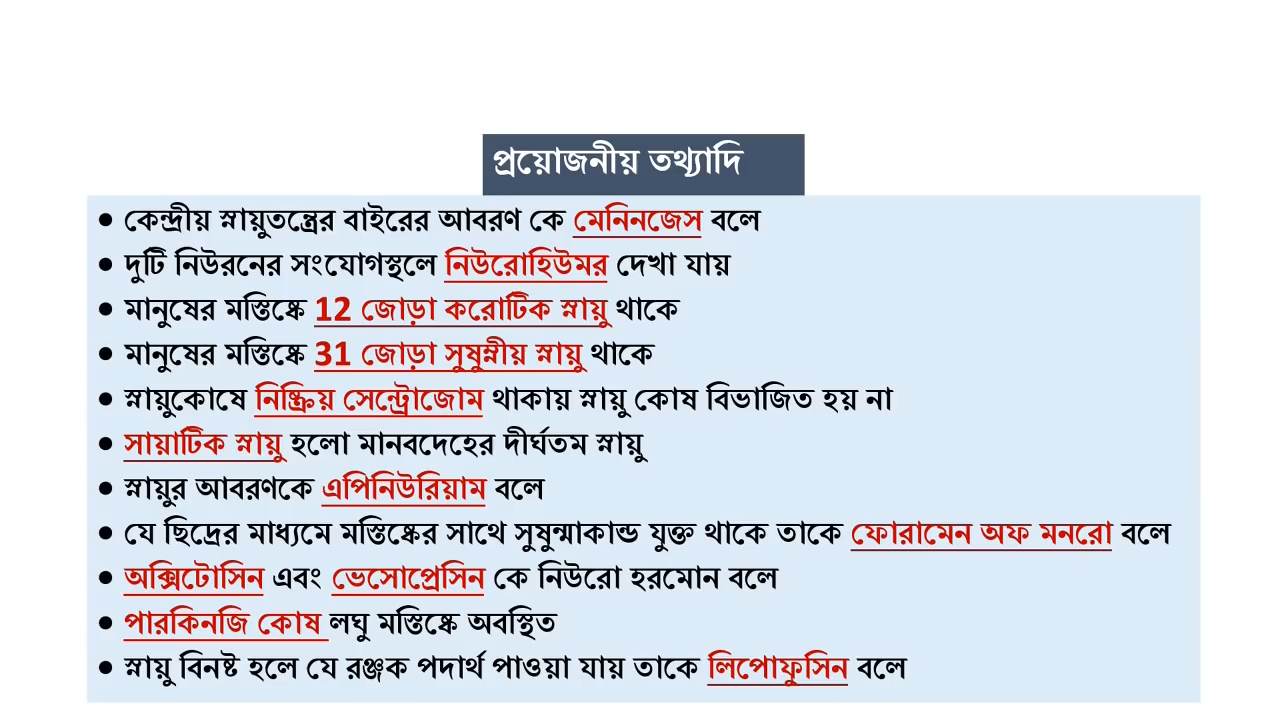 প্রয়োজনীয় তথ্যাদি
● কেন্দ্রীয় স্নায়ুতন্ত্রের বাইরের আবরণ কে মেনিনজেস বলে
● দুটি নিউরনের সংযোগস্থলে নিউরোহিউমর দেখা যায়
● মানুষের মস্তিষ্কে 12 জোড়া করোটিক স্নায়ু থাকে
● মানুষের মস্তিষ্কে 31 জোড়া সুষুম্নীয় স্নায়ু থাকে
● স্নায়ুকোষে নিষ্ক্রিয় সেন্ট্রোজোম থাকায় স্নায়ু কোষ বিভাজিত হয় না
● সায়াটিক স্নায়ু হলো মানবদেহের দীর্ঘতম স্নায়ু
● স্নায়ুর আবরণকে এপিনিউরিয়াম বলে
● যে ছিদ্রের মাধ্যমে মস্তিষ্কের সাথে সুষুন্মাকান্ড যুক্ত থাকে তাকে ফোরামেন অফ মনরো বলে
● অক্সিটোসিন এবং ভেসোপ্রেসিন কে নিউরো হরমোন বলে
● পারকিনজি কোষ লঘু মস্তিষ্কে অবস্থিত
● স্নায়ু বিনষ্ট হলে যে রঞ্জক পদার্থ পাওয়া যায় তাকে লিপোফুসিন বলে